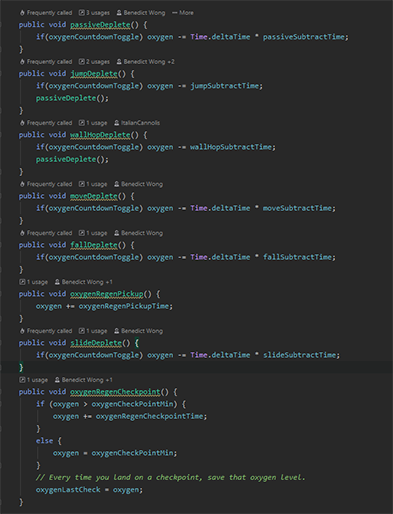 Frequently called 3 usages Benedict Wong More
public void passiveDeplete() {
if(oxygenCountdownToggle) oxygen -= Time.deltaTime * passiveSubtractTime;
}
Frequently called 2 usages Benedict Wong +2
public void jumpDeplete() {
if(oxygenCountdownToggle) oxygen -= jumpSubtractTime;
passiveDeplete();
}
Frequently called 1 usages ItalianCannolis
public void wallHopDeplete() {
if(oxygenCountdownToggle) oxygen -= wallHopSubtractTime;
passiveDeplete();
}
Frequently called 1 usages Benedict Wong
public void moveDeplete() {
if(oxygenCountdownToggle) oxygen -= Time.deltaTime * moveSubtractTime;
}
Frequently called 1 usages Benedict Wong
public void fallDeplete() {
if(oxygenCountdownToggle) oxygen -= Time.deltaTime * fallSubtractTime;
}
1 usage Benedict Wong +1
public void oxygenRegenPickup() {
oxygen += oxygenRegenPickupTime;
}
Frequently called 1 usages Benedict Wong
public void slideDeplete() {
if(oxygenCountdownToggle) oxygen -= Time.deltaTime * slideSubtractTime;
}
1 usage Benedict Wong +1
public void oxygenRegenCheckpoint() {
if (oxygen > oxygenCheckPointMin) {
oxygen += oxygenRegenCheckpointTime;
}
else {
oxygen = oxygenCheckPointMin;
}
// Every time you land on a checkpoint, save that oxygen level.
oxygenLastCheck = oxygen;
}